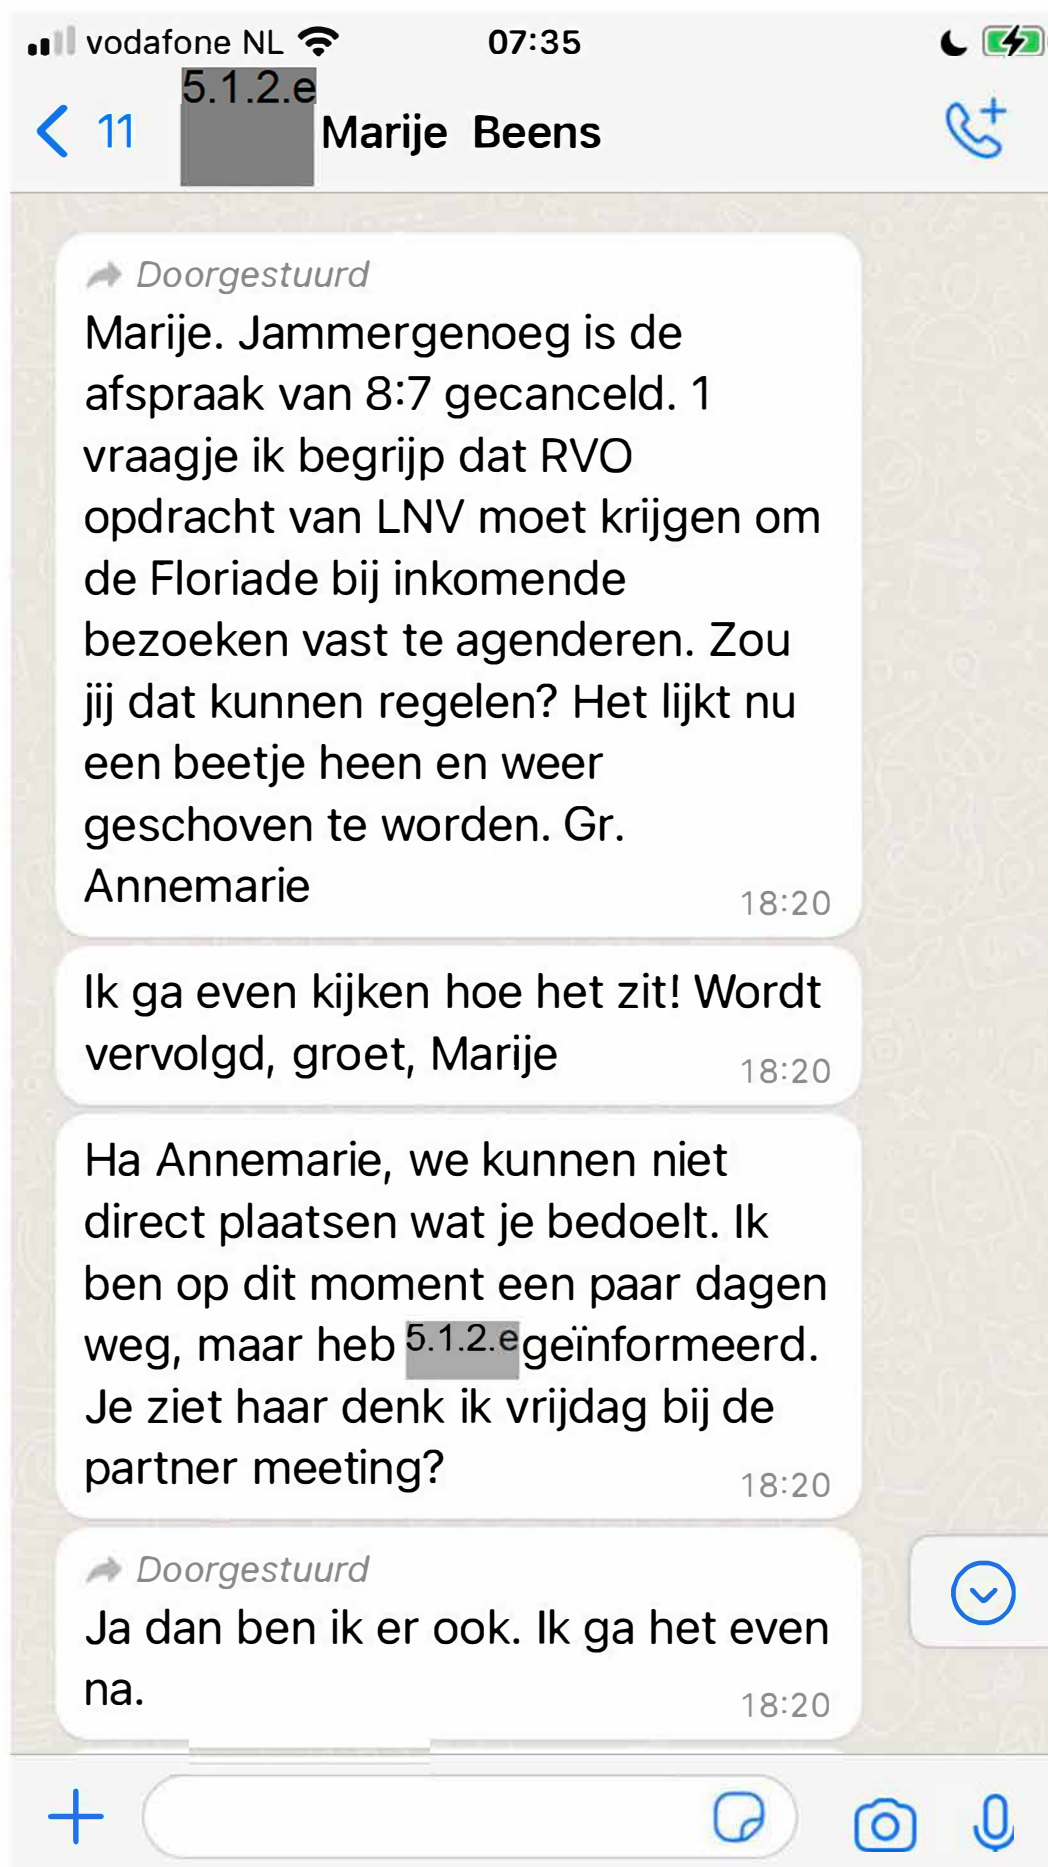 vodafone NL 07:35
5.1.2.e
11 Marije Beens
Doorgestuurd
Marije. Jammergenoeg is de
afspraak van 8:7 gecanceld. 1
vraagje ik begrijp dat RVO
opdracht van LNV moet krijgen om
de Floriade bij inkomende
bezoeken vast te agenderen. Zou
jij dat kunnen regelen? Het lijkt nu
een beetje heen en weer
geschoven te worden. Gr.
Annemarie
18:20
Ik ga even kijken hoe het zit! Wordt
vervolgd, groet, Marije
18:20
Ha Annemarie, we kunnen niet
direct plaatsen wat je bedoelt. Ik
ben op dit moment een paar dagen
weg, maar heb 5.1.2.e geïnformeerd.
Je ziet haar denk ik vrijdag bij de
partner meeting?
18:20
Doorgestuurd
Ja dan ben ik er ook. Ik ga het even
na.
18:20